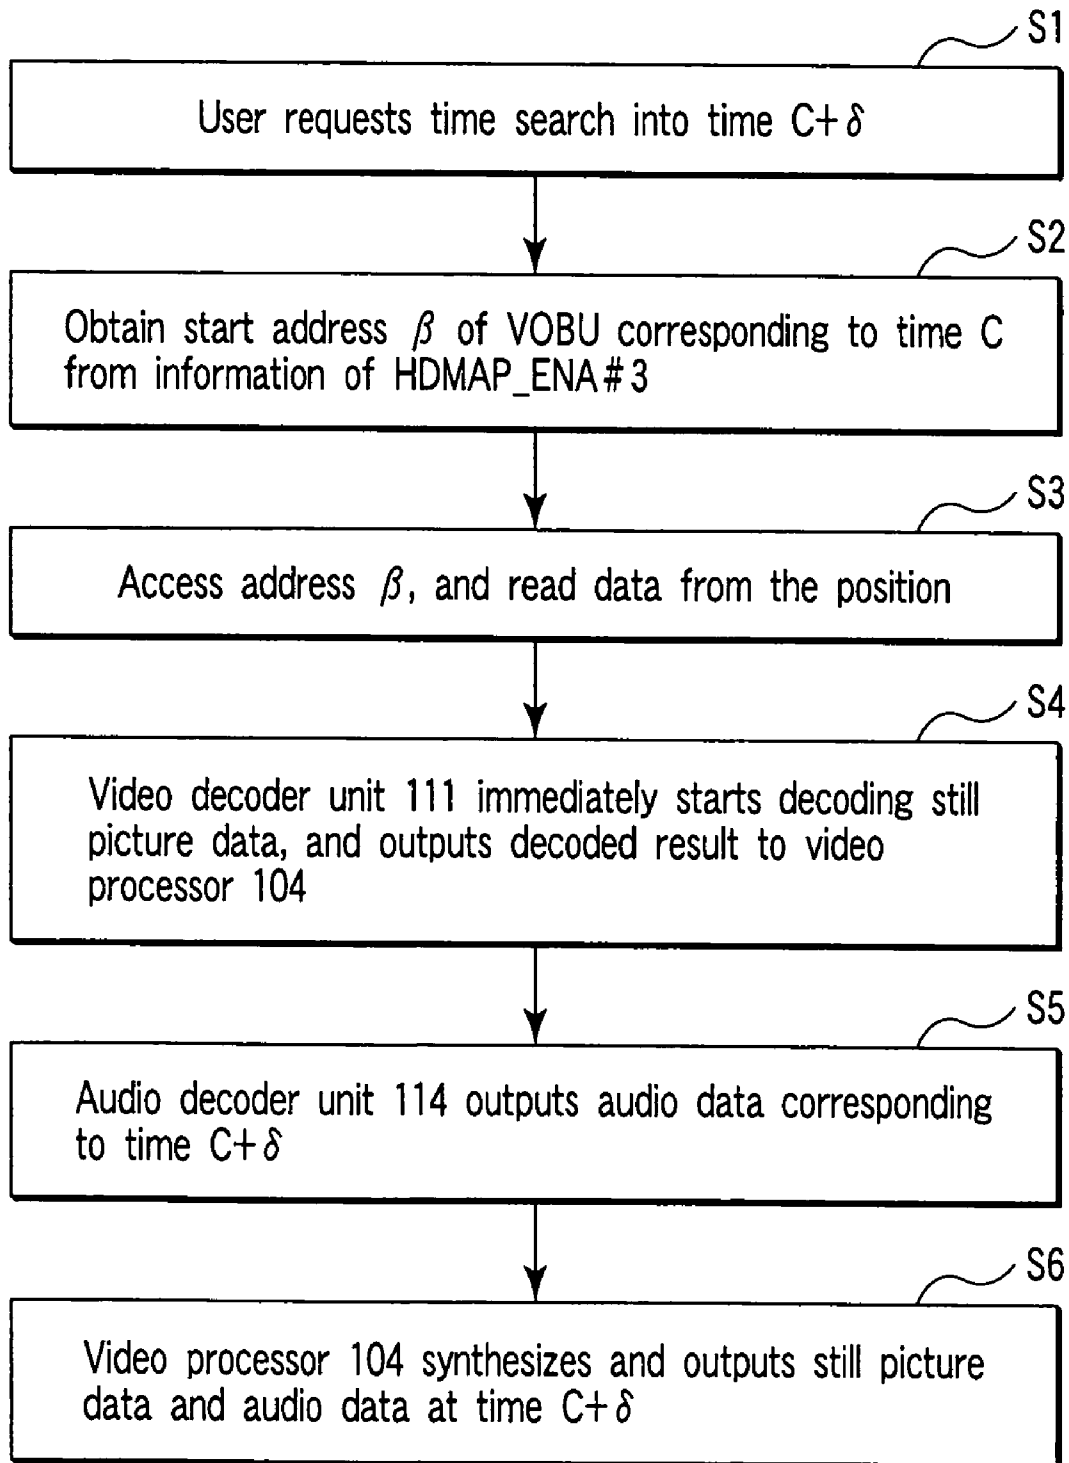 S1
User requests time search into time C+δ
S2
Obtain start address β of VOBU corresponding to time C
from information of HDMAP_ENA#3
S3
Access address β, and read data from the position
S4
Video decoder unit 111 immediately starts decoding still
picture data, and outputs decoded result to video
processor 104
S5
Audio decoder unit 114 outputs audio data corresponding
to time C+δ
S6
Video processor 104 synthesizes and outputs still picture
data and audio data at time C+δ